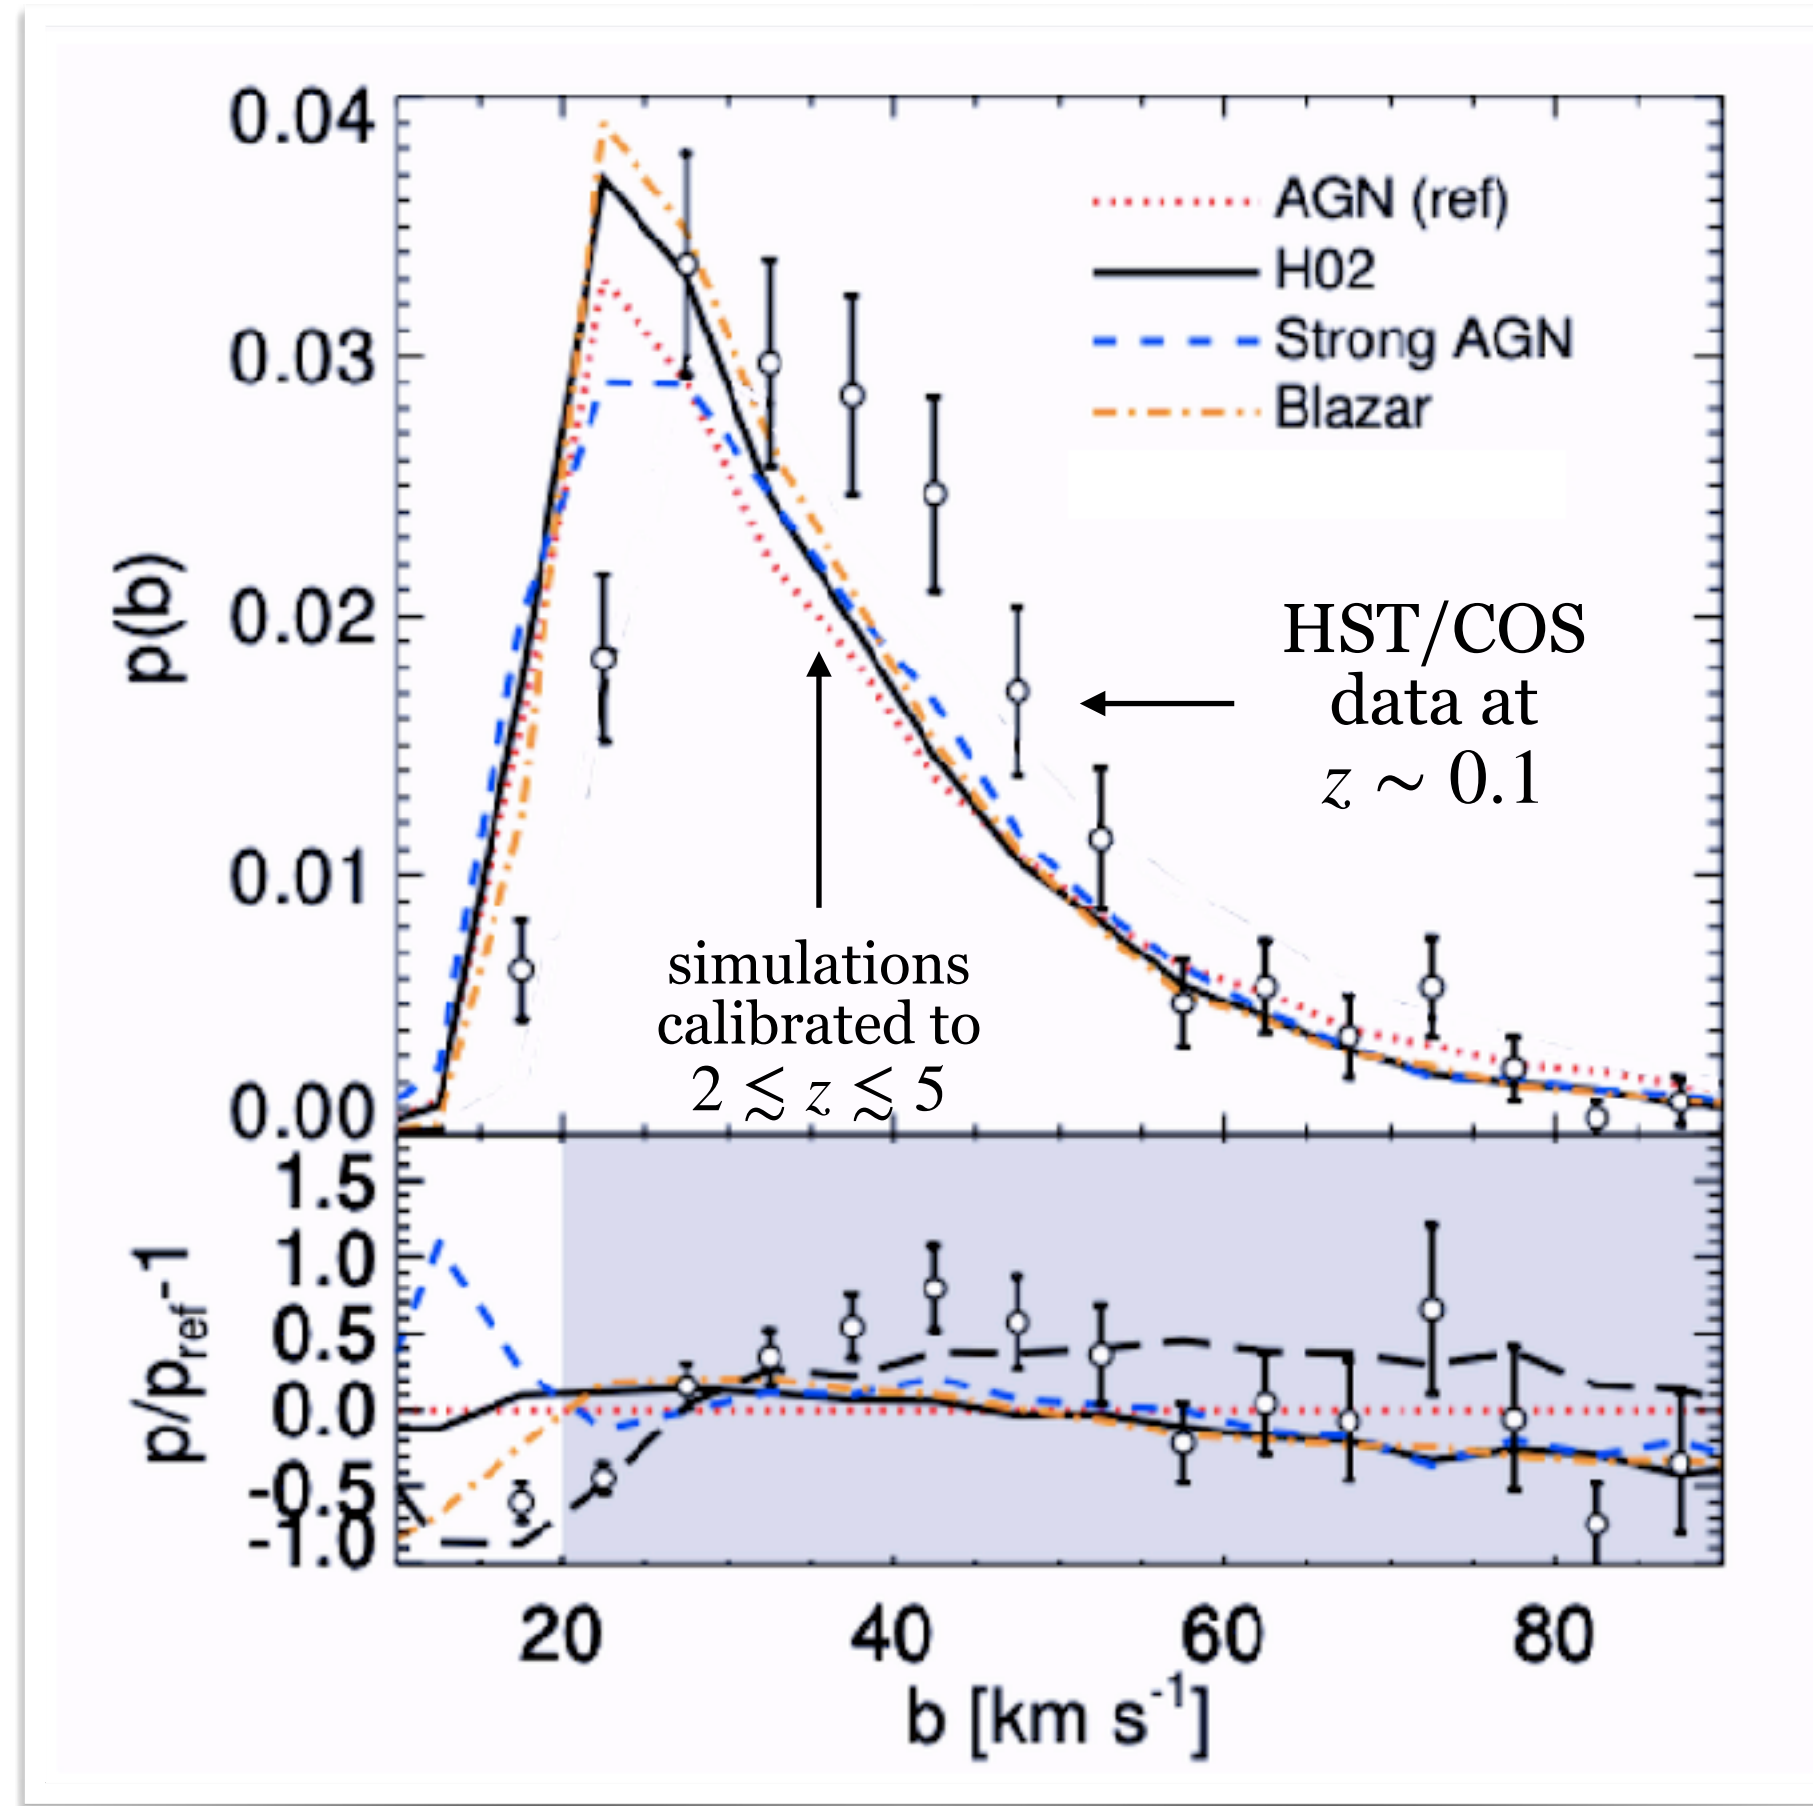 0.04
0.03
0.02
0.01
0.00
p(b)
AGN (ref)
H02
Strong AGN
Blazar
HST/COS
data at
z ∼ 0.1
simulations
calibrated to
2 ≲ z ≲ 5
1.5
1.0
0.5
0.0
-0.5
-1.0
p/p_ref-1
20 40 60 80
b [km s⁻¹]